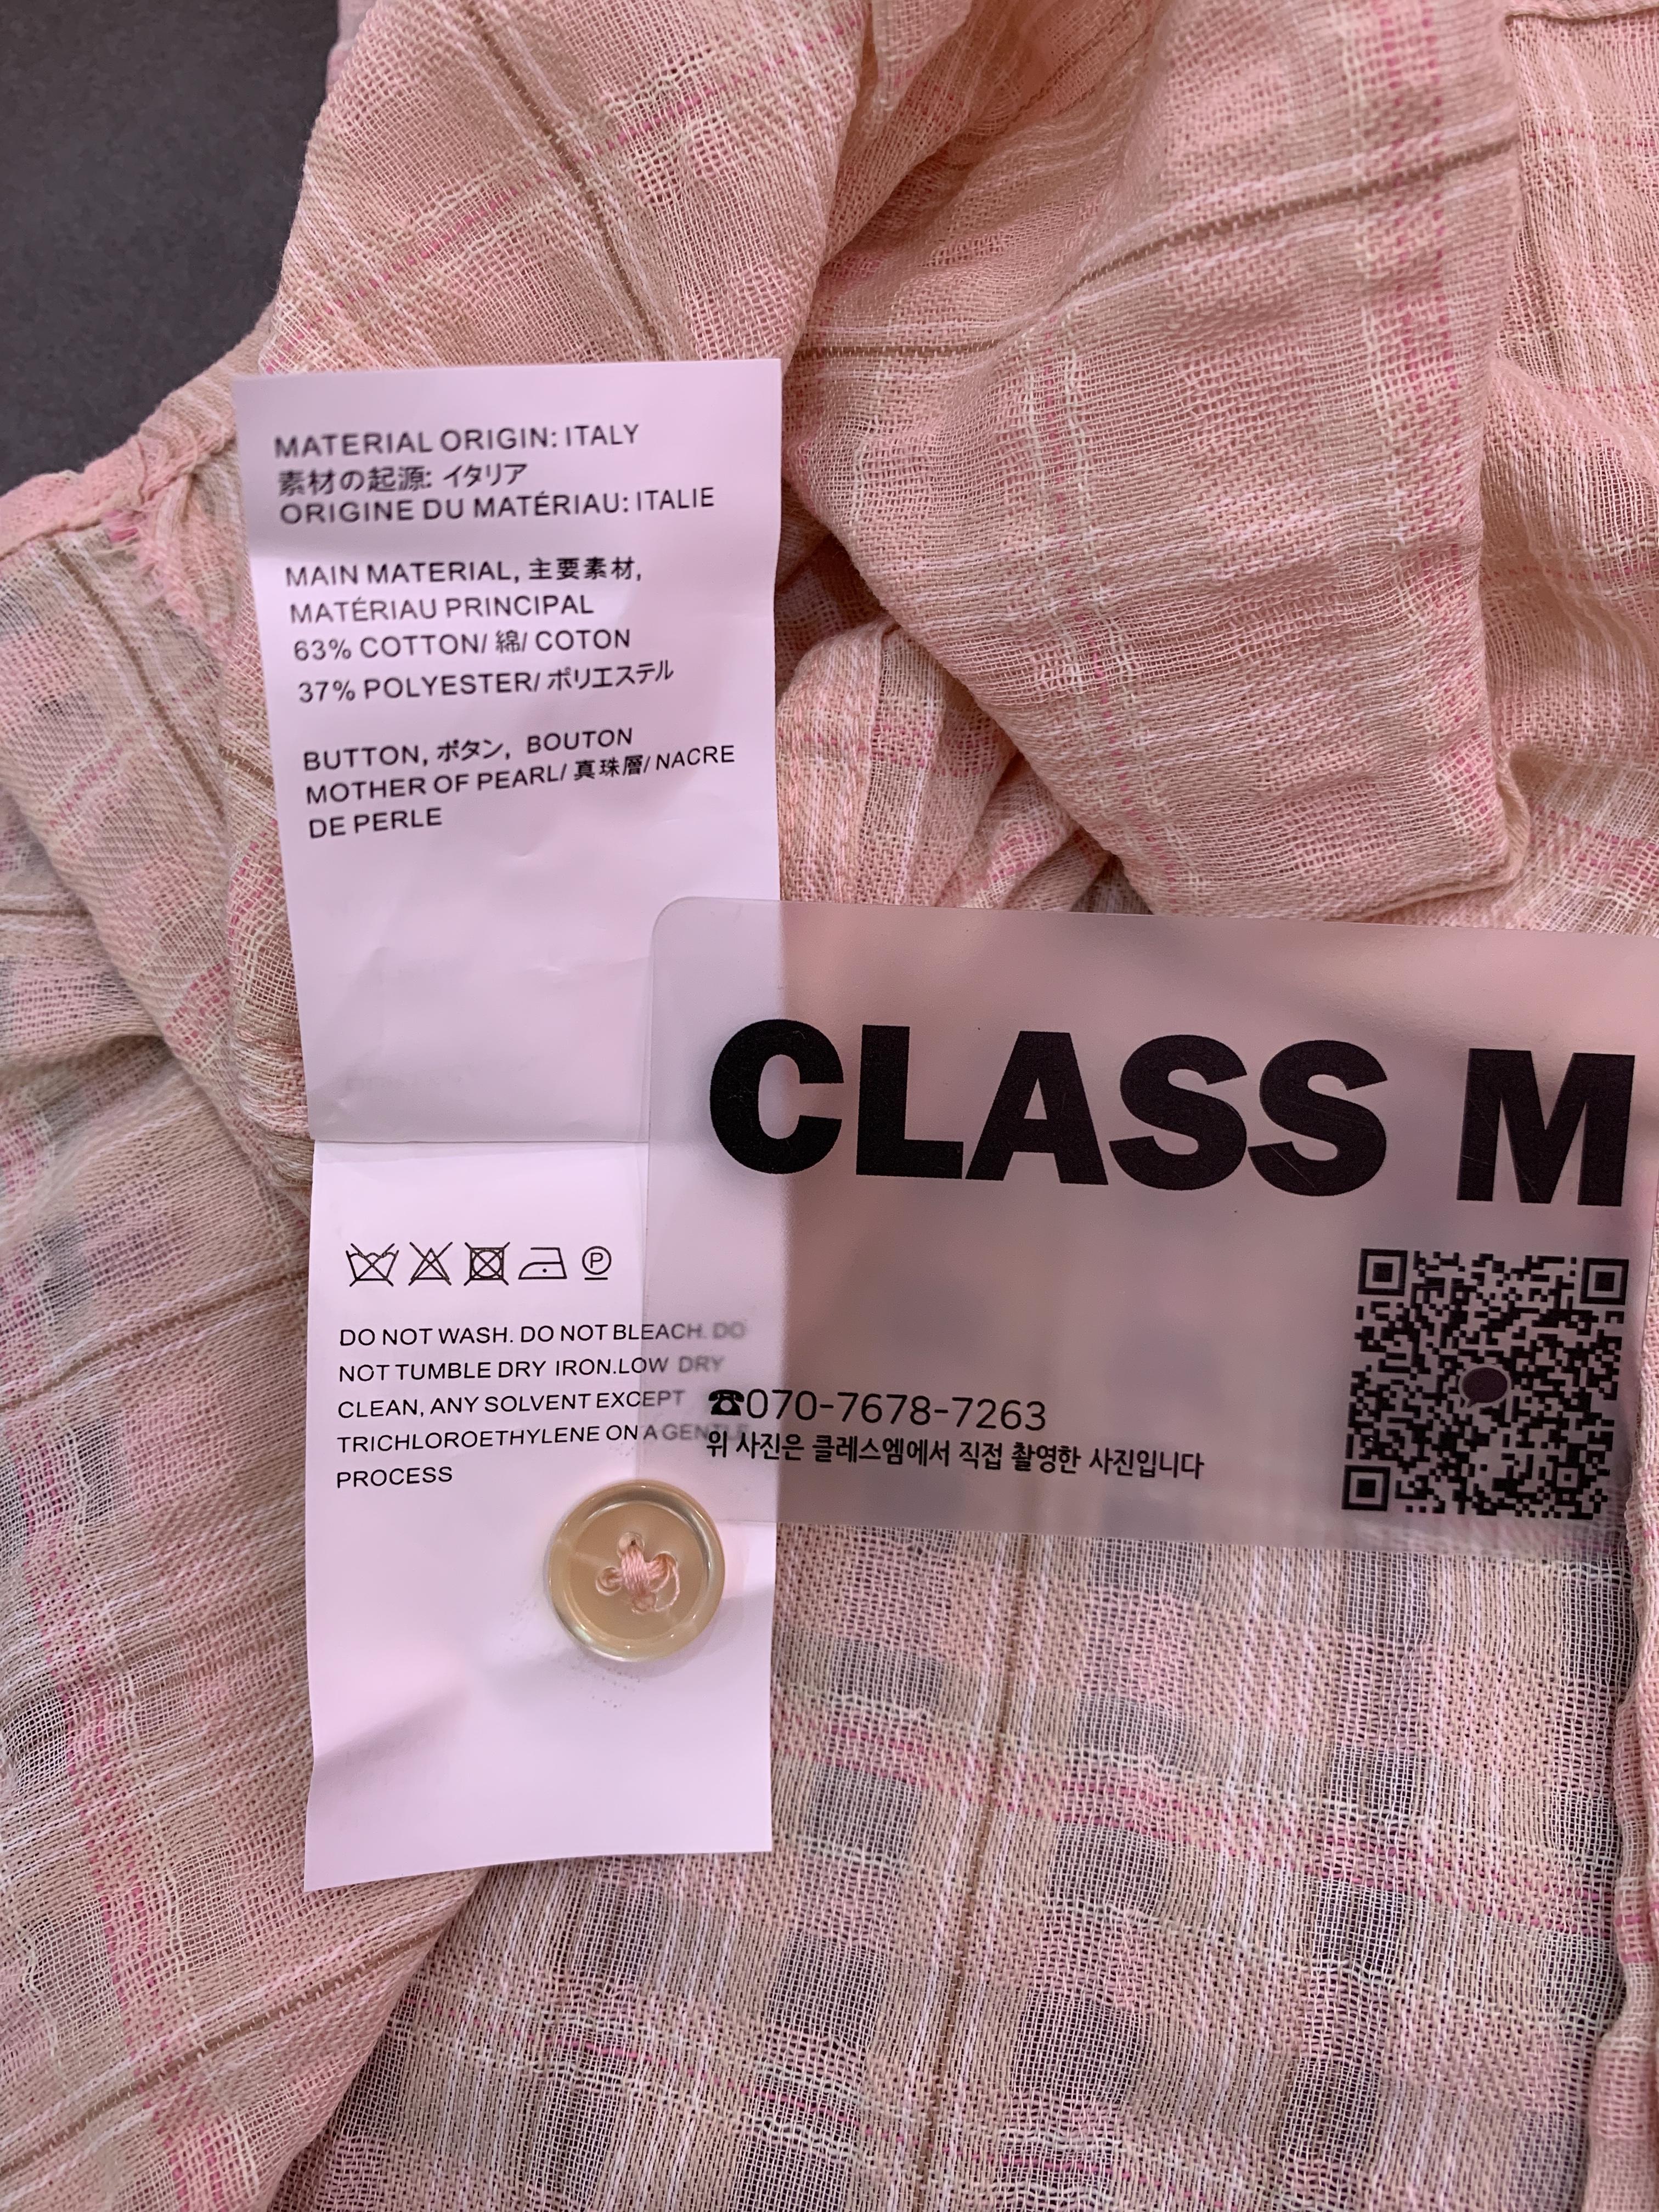 MATERIAL ORIGIN: ITALY
素材の起源: イタリア
ORIGINE DU MATÉRIAU: ITALIE
MAIN MATERIAL, 主要素材,
MATÉRIAU PRINCIPAL
63% COTTON/ 綿/ COTON
37% POLYESTER/ ポリエステル
BUTTON, ボタン, BOUTON
MOTHER OF PEARL/ 真珠層/ NACRE
DE PERLE
DO NOT WASH. DO NOT BLEACH. DO
NOT TUMBLE DRY IRON.LOW DRY
CLEAN, ANY SOLVENT EXCEPT
TRICHLOROETHYLENE ON A GENTLE
PROCESS
P
CLASS M
☎070-7678-7263
위 사진은 클레스엠에서 직접 촬영한 사진입니다